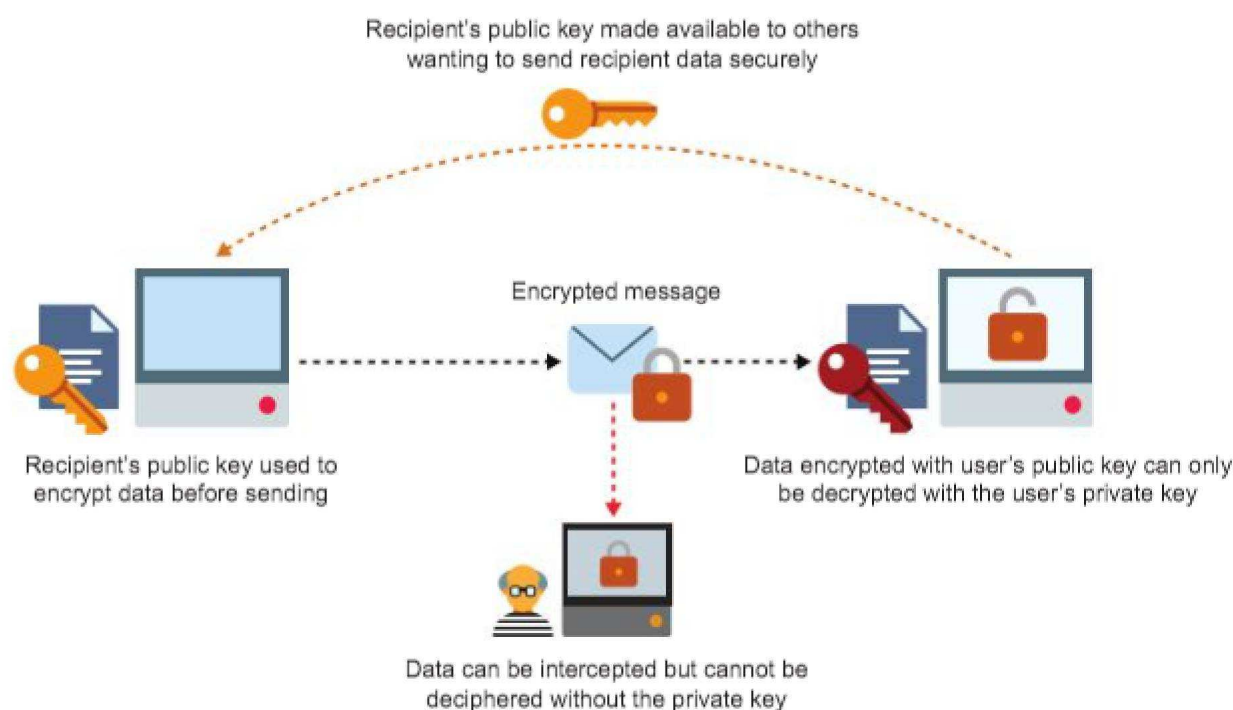 Recipient's public key made available to others
wanting to send recipient data securely
Encrypted message
Recipient's public key used to
encrypt data before sending
Data encrypted with user's public key can only
be decrypted with the user's private key
Data can be intercepted but cannot be
deciphered without the private key